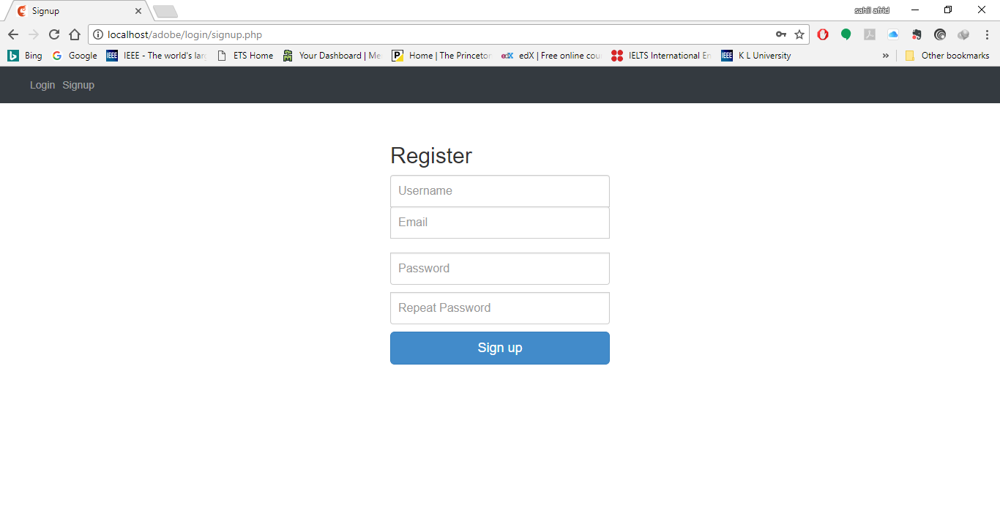 Signup
sahil afrid
localhost/adobe/login/signup.php
Bing Google IEEE - The world's larg ETS Home Your Dashboard | Me Home | The Princeton edX | Free online cou IELTS International En K L University » Other bookmarks
Login Signup
Register
Username
Email
Password
Repeat Password
Sign up